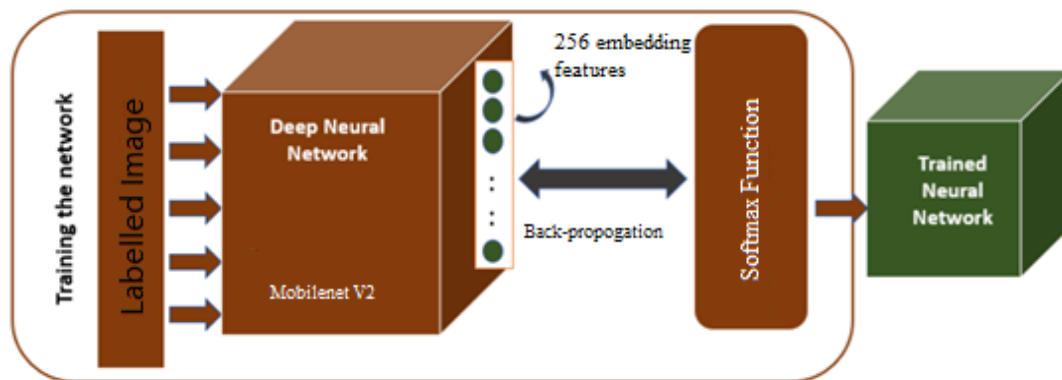 Training the network
Labelled Image
Deep Neural
Network
Mobilenet V2
256 embedding
features
Back-propogation
Softmax Function
Trained
Neural
Network